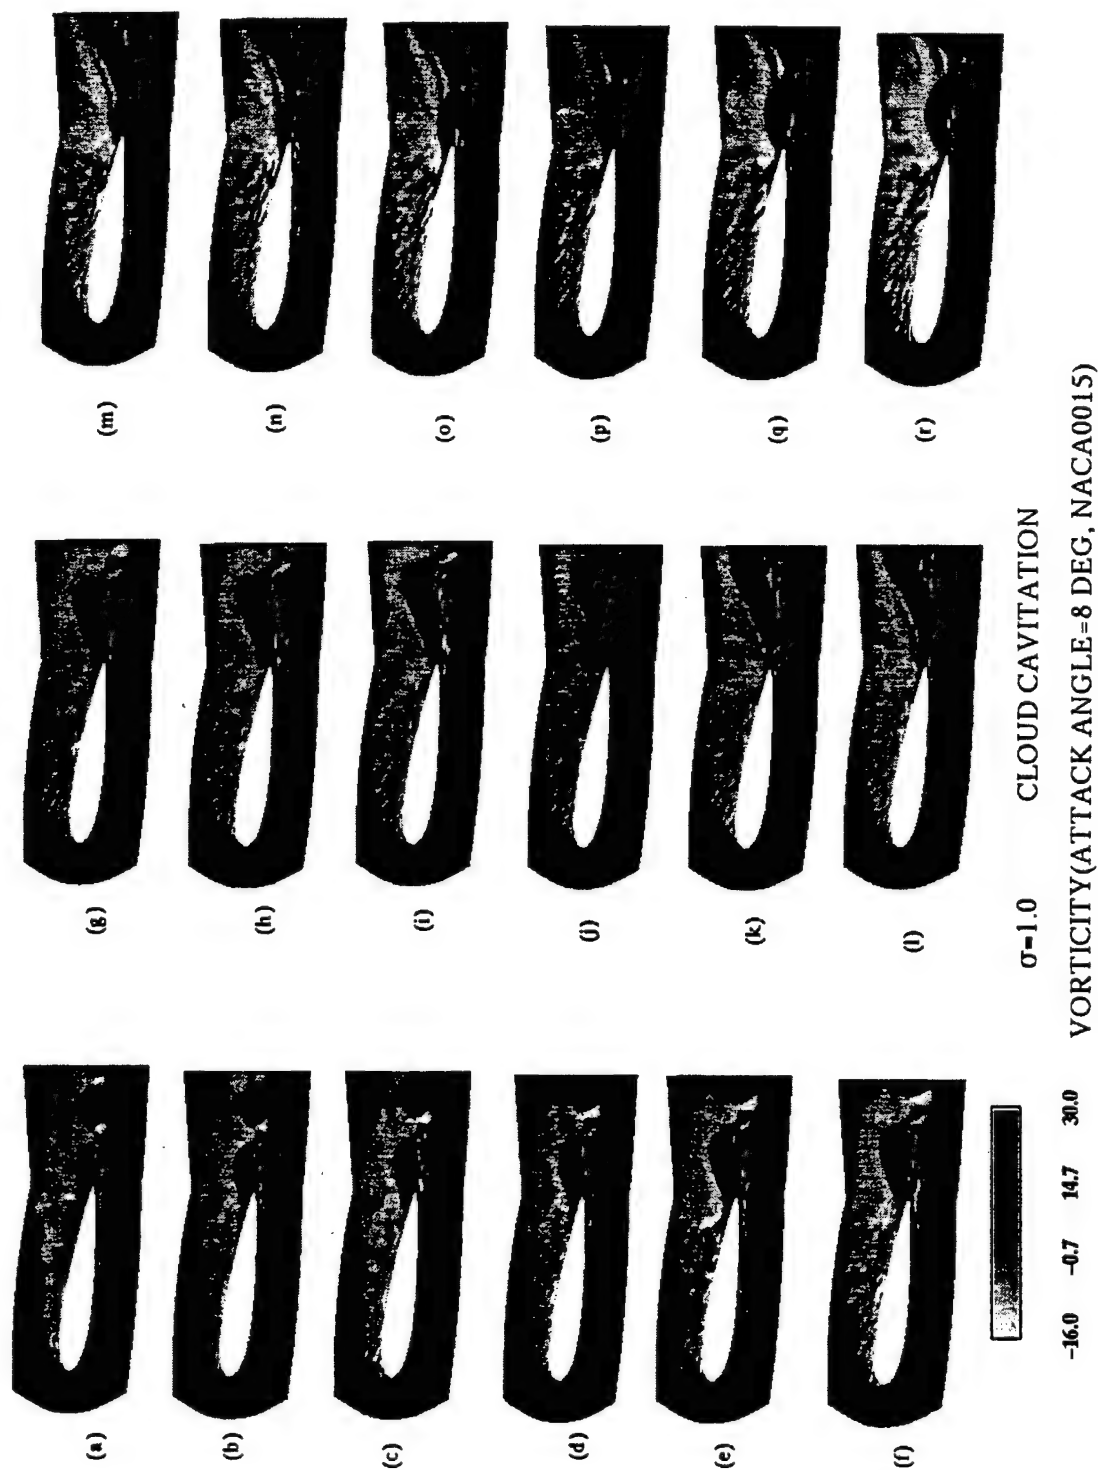 (m)
(n)
(o)
(p)
(q)
(r)
(g)
(h)
(i)
(j)
(k)
(l)
(a)
(b)
(c)
(d)
(e)
(f)
-16.0 -0.7 14.7 30.0
σ=1.0 CLOUD CAVITATION
VORTICITY(ATTACK ANGLE=8 DEG, NACA0015)